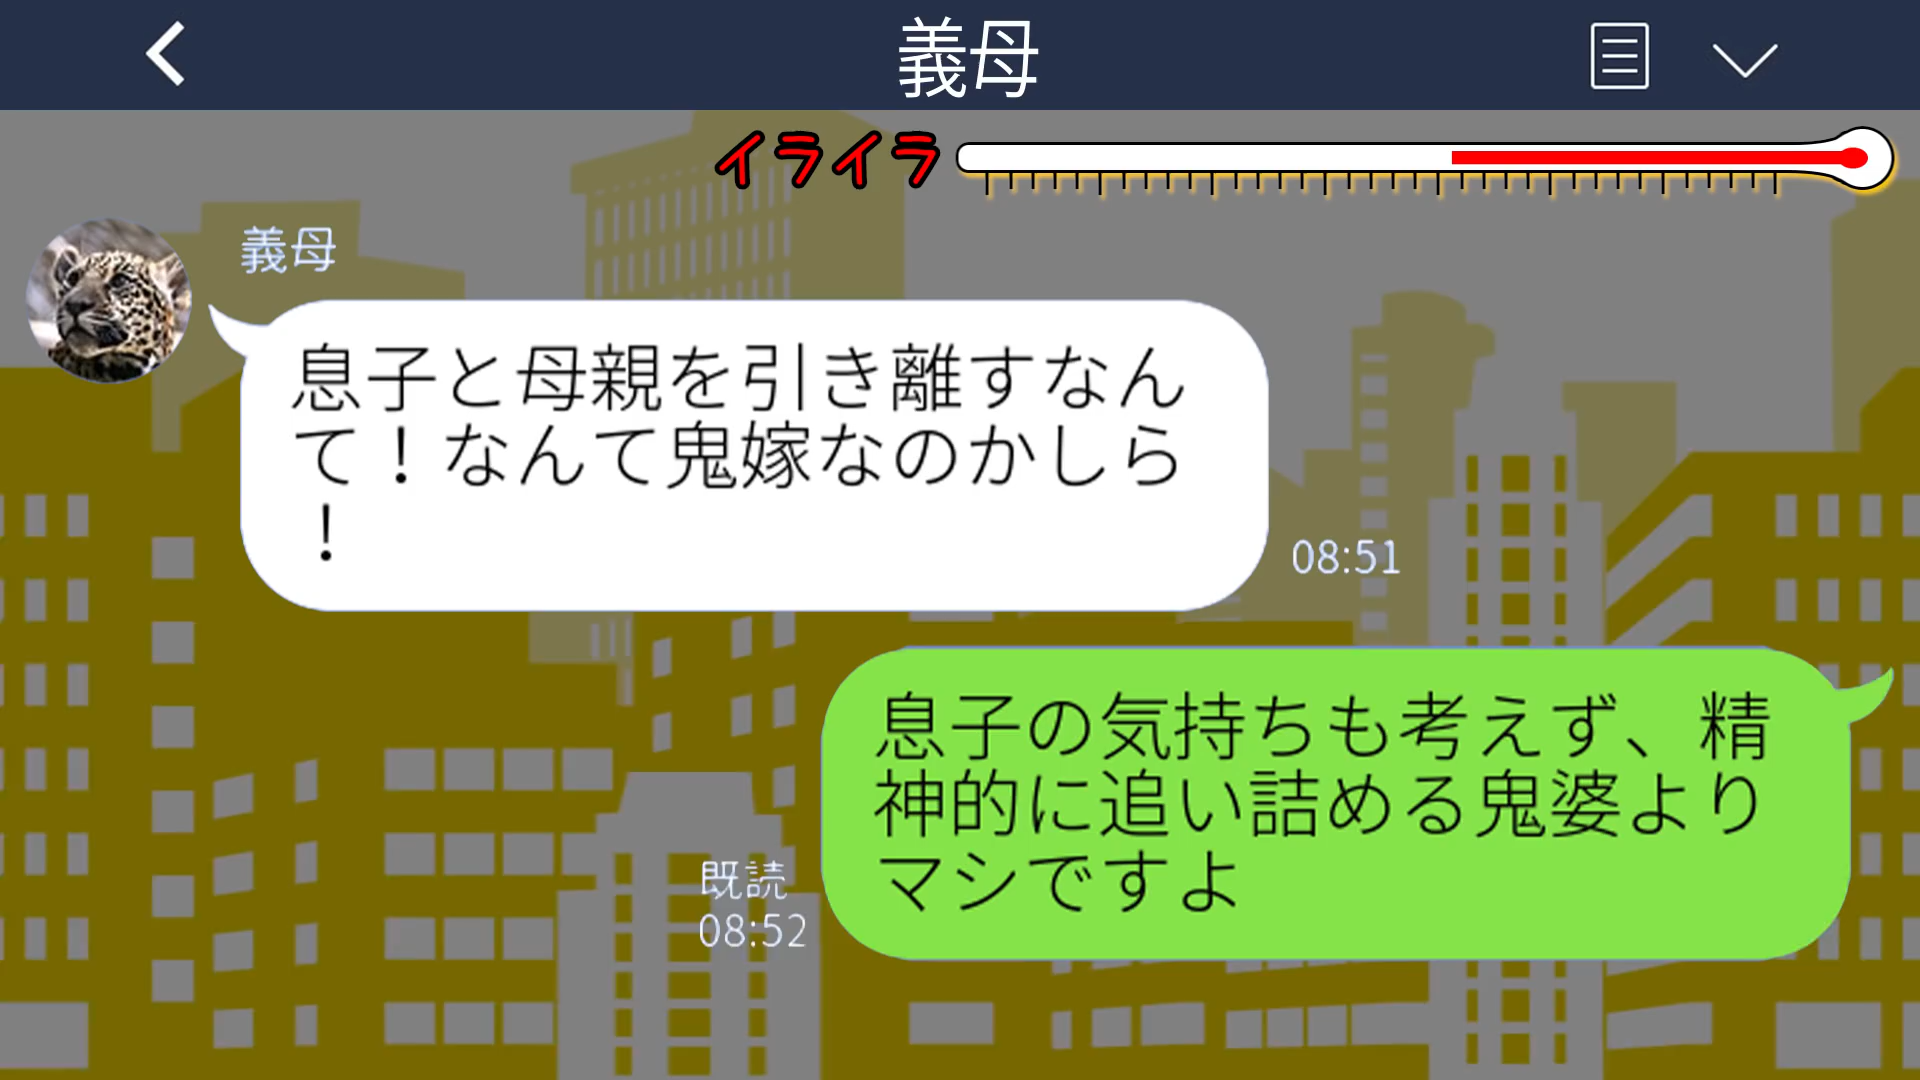 義母
イライラ
義母
息子と母親を引き離すなん
て！なんて鬼嫁なのかしら
！
08:51
息子の気持ちも考えず、精
神的に追い詰める鬼婆より
マシですよ
既読
08:52